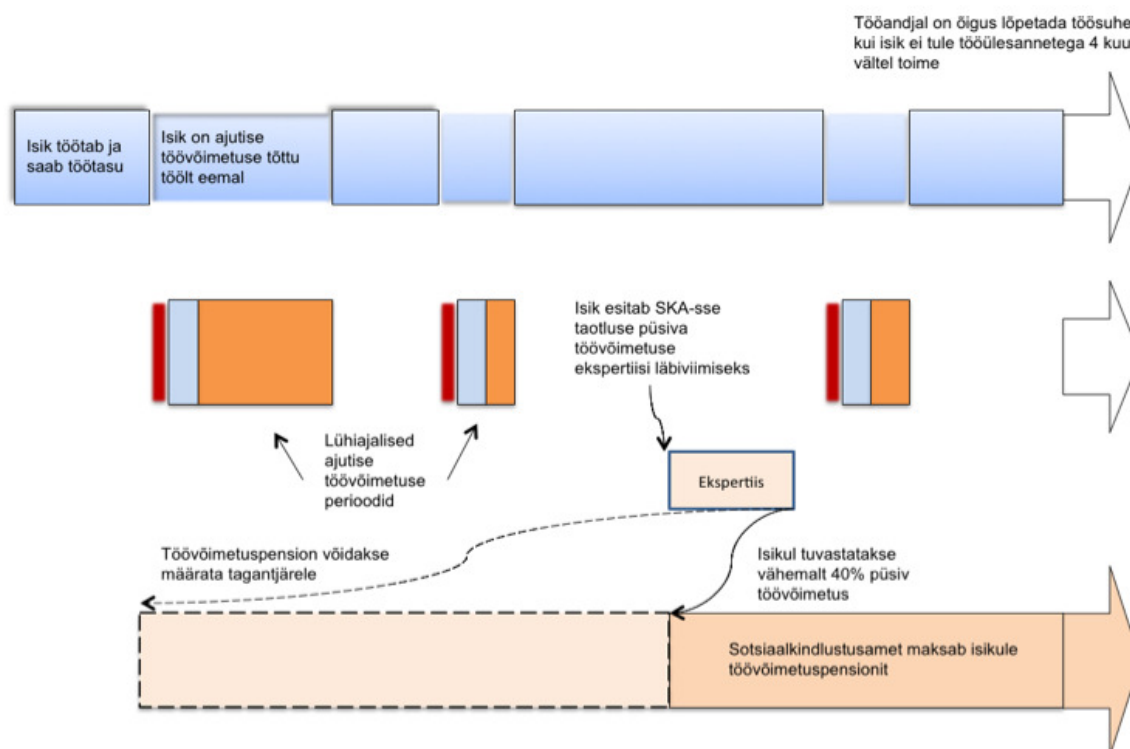 Tööandjal on õigus lõpetada töösuhe
kui isik ei tule tööülesannetega 4 kuu
vältel toime
Isik töötab ja
saab töötasu
Isik on ajutise
töövõimetuse tõttu
töölt eemal
Isik esitab SKA-sse
taotluse püsiva
töövõimetuse
ekspertiisi läbiviimiseks
Lühiajalised
ajutise
töövõimetuse
perioodid
Ekspertiis
Töövõimetuspension võidakse
määrata tagantjärele
Isikul tuvastatakse
vähemalt 40% püsiv
töövõimetus
Sotsiaalkindlustusamet maksab isikule
töövõimetuspensionit